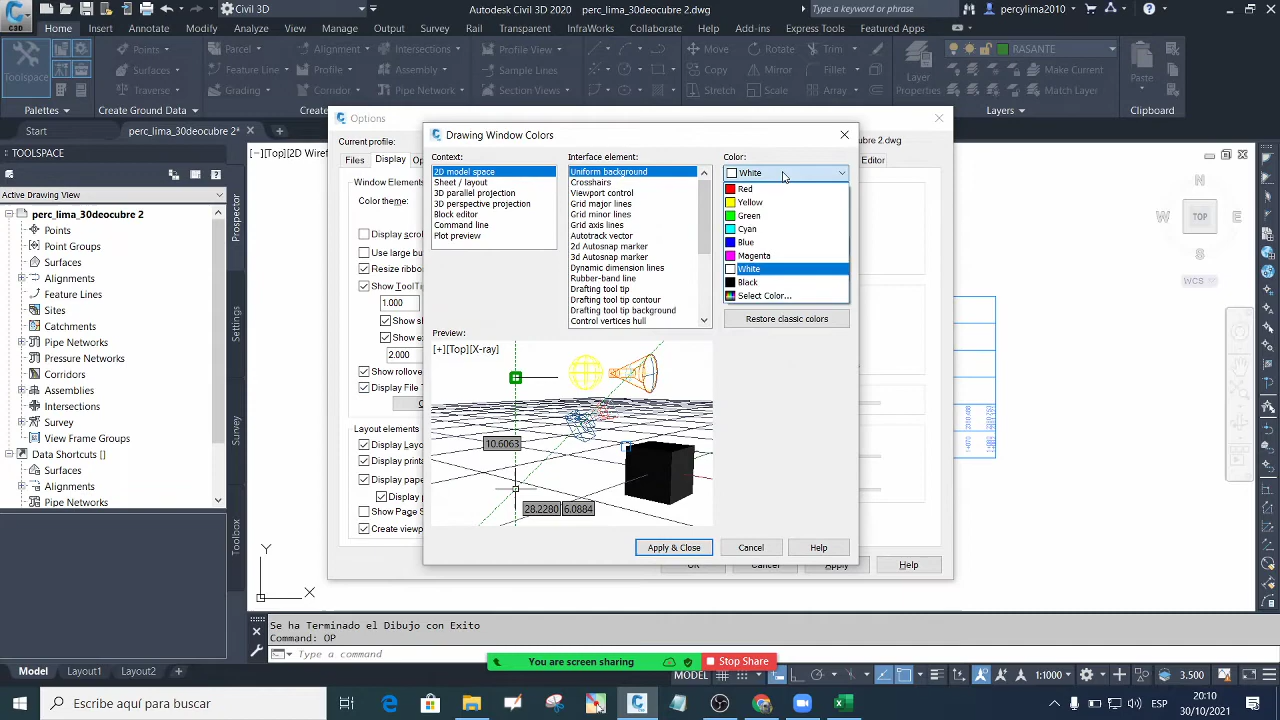 Civil 3D
Autodesk Civil 3D 2020 perc_lima_30deocubre_2.dwg
Type a keyword or phrase
percylima2010
C3D
Home Insert Annotate Modify Analyze View Manage Output Survey Rail Transparent InfraWorks Collaborate Help Add-ins Express Tools Featured Apps
Toolspace
Points
Surfaces
Traverse
Parcel
Feature Line
Grading
Alignment
Profile
Intersections
Assembly
Pipe Network
Profile View
Sample Lines
Section Views
Move Rotate Trim
Copy Mirror Fillet
Stretch Scale Array
Layer Properties
RASANTE
Make Current
Match Layer
Paste
Palettes
Create Ground Data
Layers
Clipboard
Start perc_lima_30deocubre 2*
TOOLSPACE
Active Drawing View
perc_lima_30deocubre 2
Points
Point Groups
Surfaces
Alignments
Feature Lines
Sites
Catchments
Pipe Networks
Pressure Networks
Corridors
Assemblies
Intersections
Survey
View Frame Groups
Data Shortcuts []
Surfaces
Alignments
Pipe Networks
Prospector
Settings
Survey
Toolbox
[−][Top][2D Wirefr
Options
Current profile:
cubre 2.dwg
Files Display Op
Editor
Window Elements
Color theme:
Display scro
Use large bu
Resize ribbo
Show ToolTip
1.000
Show sh
Show ex
2.000
Show rollove
Display File T
Layout elements
Display Layo
Display printa
Display pape
Display p
Show Page S
Create viewp
OK Cancel Apply Help
Drawing Window Colors
Context:
2D model space
Sheet / layout
3D parallel projection
3D perspective projection
Block editor
Command line
Plot preview
Interface element:
Uniform background
Crosshairs
Viewport control
Grid major lines
Grid minor lines
Grid axis lines
Autotrack vector
2d Autosnap marker
3d Autosnap marker
Dynamic dimension lines
Rubber-band line
Drafting tool tip
Drafting tool tip contour
Drafting tool tip background
Control vertices hull
Color:
White
Red
Yellow
Green
Cyan
Blue
Magenta
White
Black
Select Color...
Restore classic colors
Preview:
[+][Top][X-ray]
10.6063
28.2280 6.0884
Apply & Close Cancel Help
N
W TOP E
S
WCS
Y
X
Se ha Terminado el Dibujo con Exito
Command: OP
Type a command
Model Layout1 Layout2 +
You are screen sharing
Stop Share
MODEL
1:1000
3.500
Escribe aquí para buscar
ESP
20:10
30/10/2021